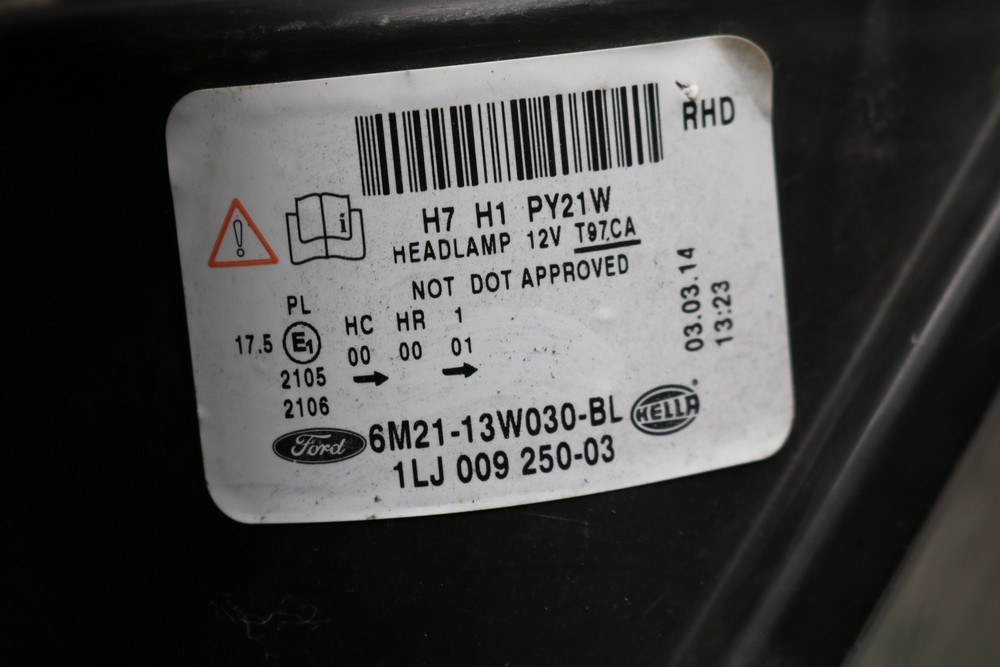 RHD
H7 H1 PY21W
HEADLAMP 12V T97.CA
NOT DOT APPROVED
PL
17.5 E1 HC HR 1
00 00 01
2105
2106
03.03.14
13:23
Ford 6M21-13W030-BL HELLA
1LJ 009 250-03